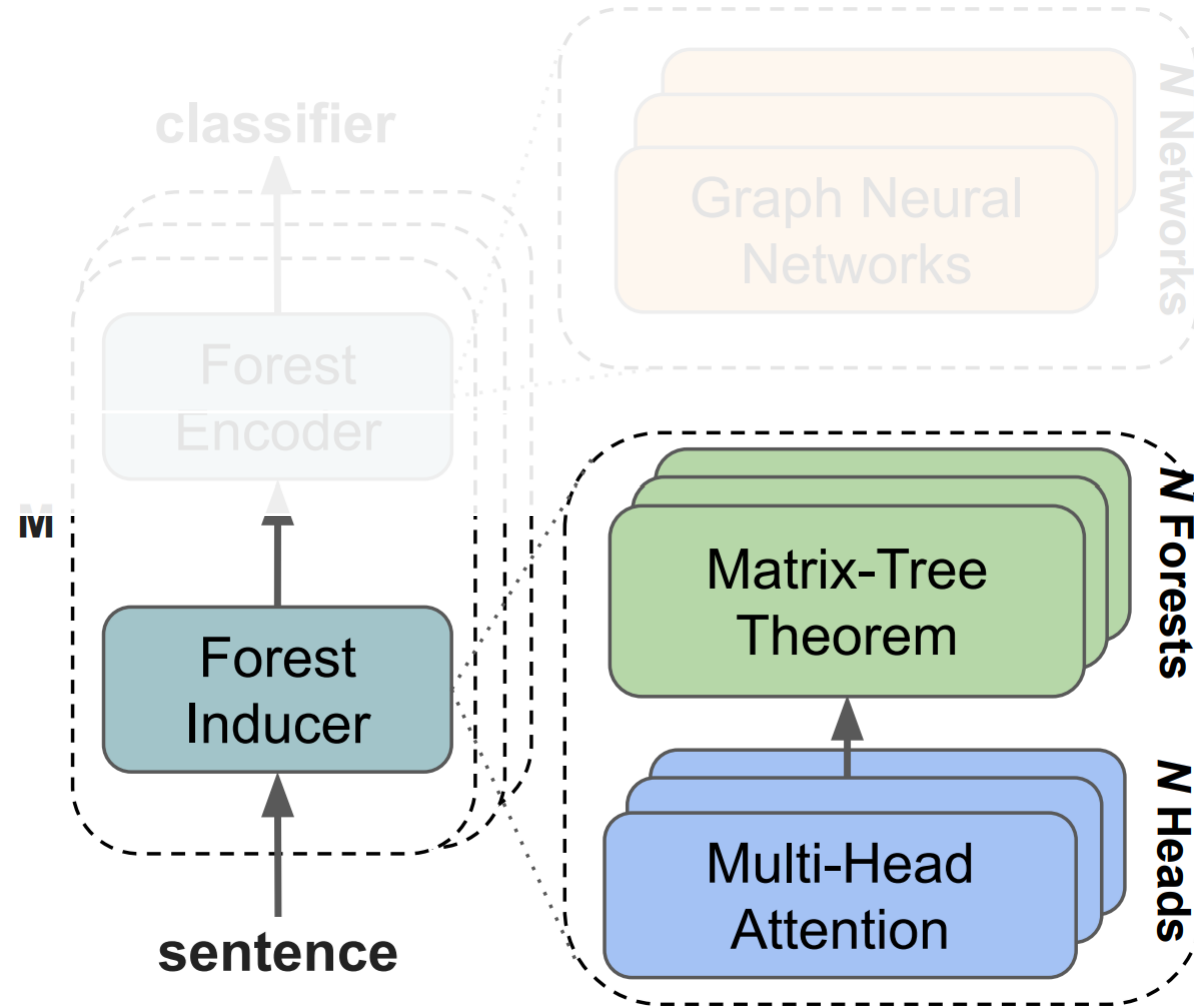 classifier
Forest
Encoder
M
Forest
Inducer
sentence
Graph Neural
Networks
N Networks
Matrix-Tree
Theorem
N Forests
Multi-Head
Attention
N Heads